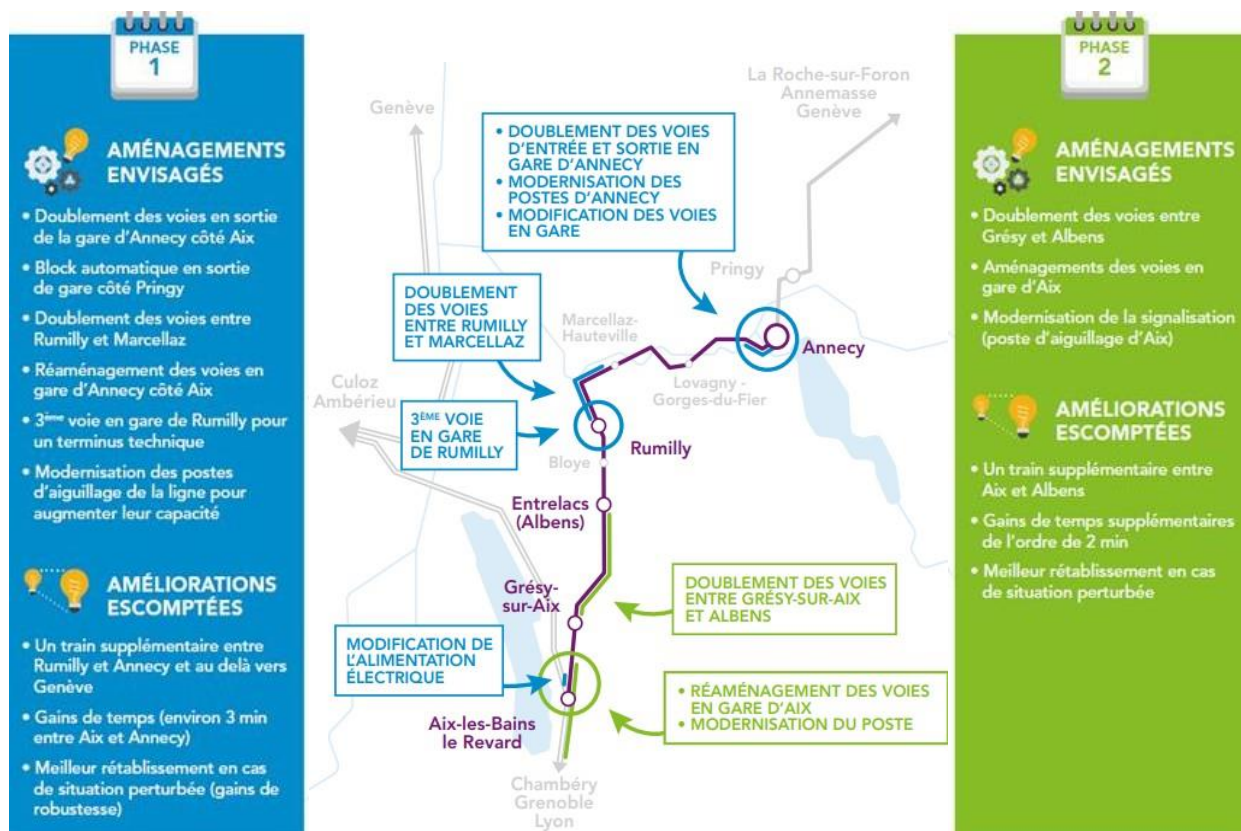 PHASE
1
AMÉNAGEMENTS
ENVISAGÉS
• Doublement des voies en sortie
de la gare d'Annecy côté Aix
• Block automatique en sortie
de gare côté Pringy
• Doublement des voies entre
Rumilly et Marcellaz
• Réaménagement des voies en
gare d'Annecy côté Aix
• 3ème voie en gare de Rumilly pour
un terminus technique
• Modernisation des postes
d'aiguillage de la ligne pour
augmenter leur capacité
AMÉLIORATIONS
ESCOMPTÉES
• Un train supplémentaire entre
Rumilly et Annecy et au delà vers
Genève
• Gains de temps (environ 3 min
entre Aix et Annecy)
• Meilleur rétablissement en cas
de situation perturbée (gains de
robustesse)
Genève
La Roche-sur-Foron
Annemasse
Genève
• DOUBLEMENT DES VOIES
D'ENTRÉE ET SORTIE EN
GARE D'ANNECY
• MODERNISATION DES
POSTES D'ANNECY
• MODIFICATION DES VOIES
EN GARE
Pringy
DOUBLEMENT
DES VOIES
ENTRE RUMILLY
ET MARCELLAZ
Marcellaz-
Hauteville
Annecy
Lovagny -
Gorges-du-Fier
Culoz
Ambérieu
3ÈME VOIE
EN GARE
DE RUMILLY
Rumilly
Bloye
Entrelacs
(Albens)
Grésy-
sur-Aix
DOUBLEMENT DES VOIES
ENTRE GRÉSY-SUR-AIX
ET ALBENS
MODIFICATION DE
L'ALIMENTATION
ÉLECTRIQUE
• RÉAMÉNAGEMENT DES VOIES
EN GARE D'AIX
• MODERNISATION DU POSTE
Aix-les-Bains
le Revard
Chambéry
Grenoble
Lyon
PHASE
2
AMÉNAGEMENTS
ENVISAGÉS
• Doublement des voies entre
Grésy et Albens
• Aménagements des voies en
gare d'Aix
• Modernisation de la signalisation
(poste d'aiguillage d'Aix)
AMÉLIORATIONS
ESCOMPTÉES
• Un train supplémentaire entre
Aix et Albens
• Gains de temps supplémentaires
de l'ordre de 2 min
• Meilleur rétablissement en cas
de situation perturbée